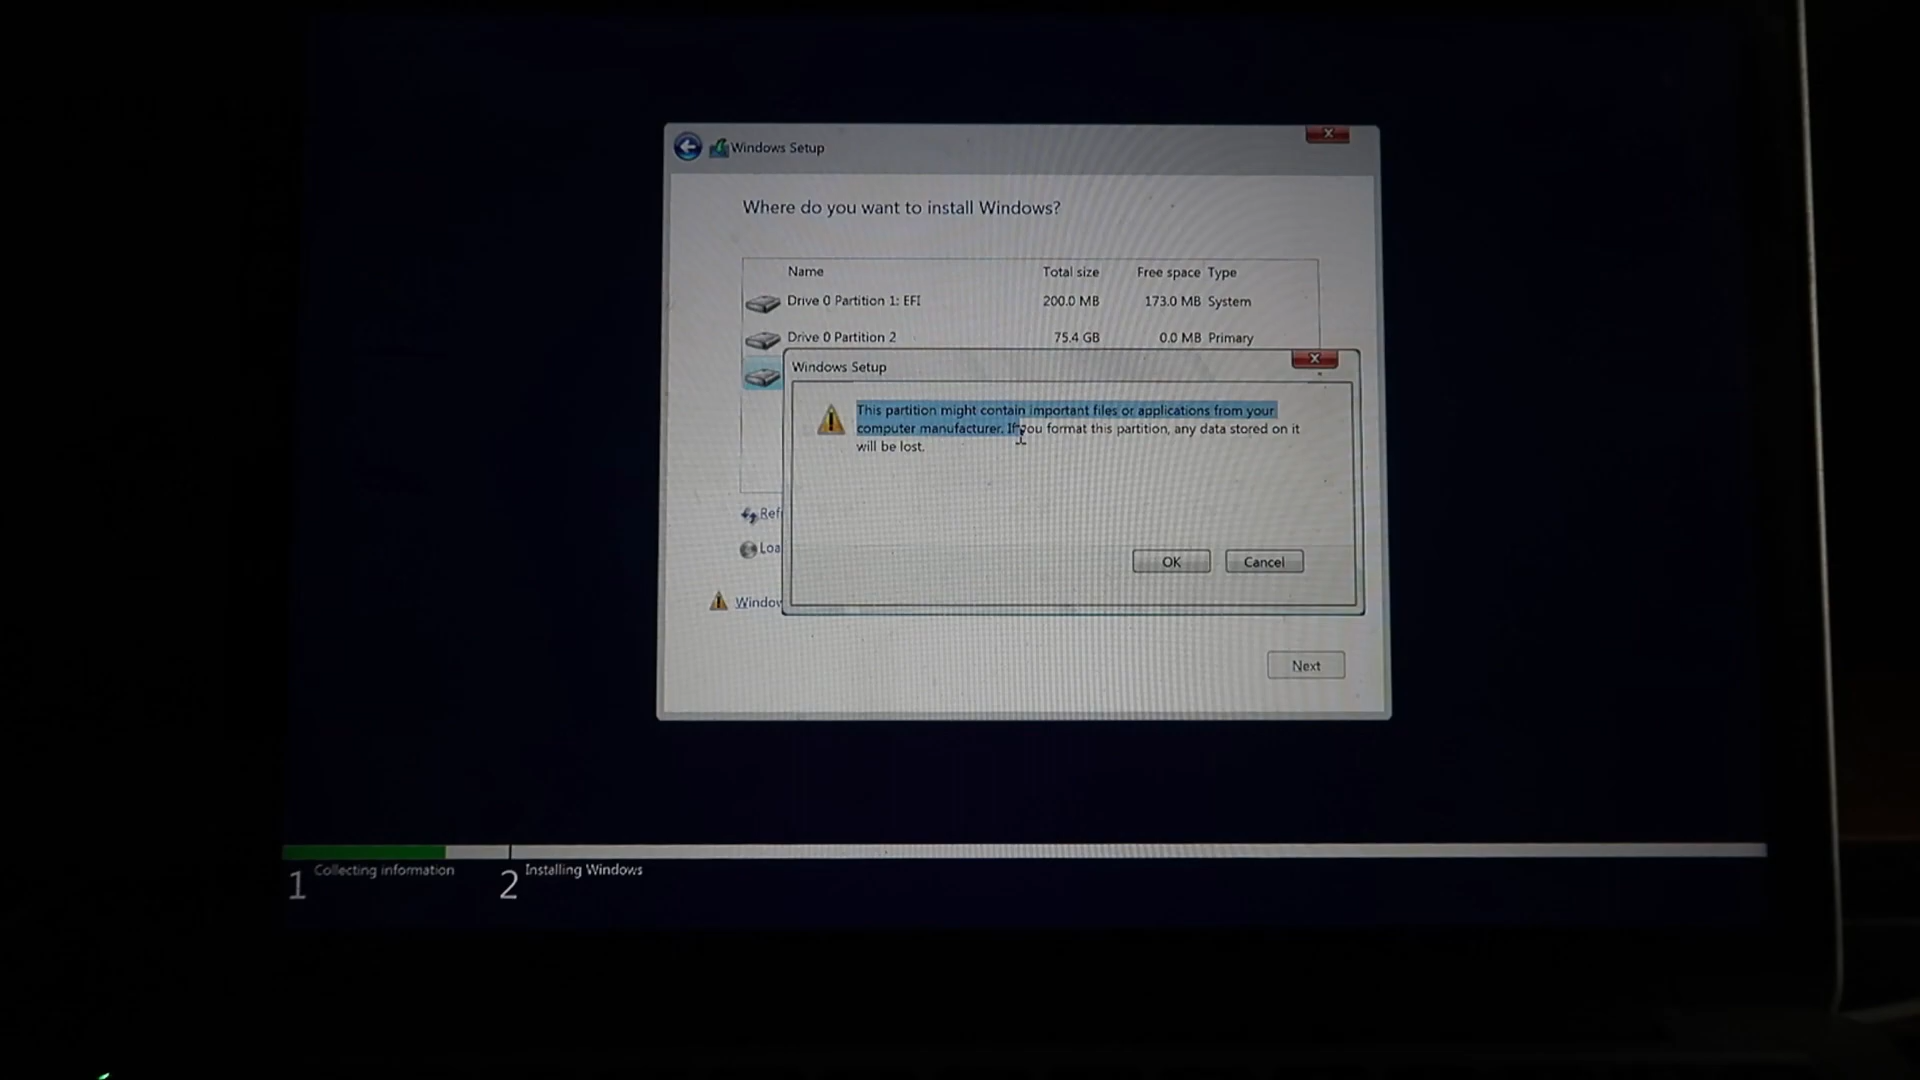 Windows Setup
Where do you want to install Windows?
Name Total size Free space Type
Drive 0 Partition 1: EFI 200.0 MB 173.0 MB System
Drive 0 Partition 2 75.4 GB 0.0 MB Primary
Windows Setup
This partition might contain important files or applications from your
computer manufacturer. If you format this partition, any data stored on it
will be lost.
Ref
Loa
OK Cancel
Window
Next
1 Collecting information 2 Installing Windows